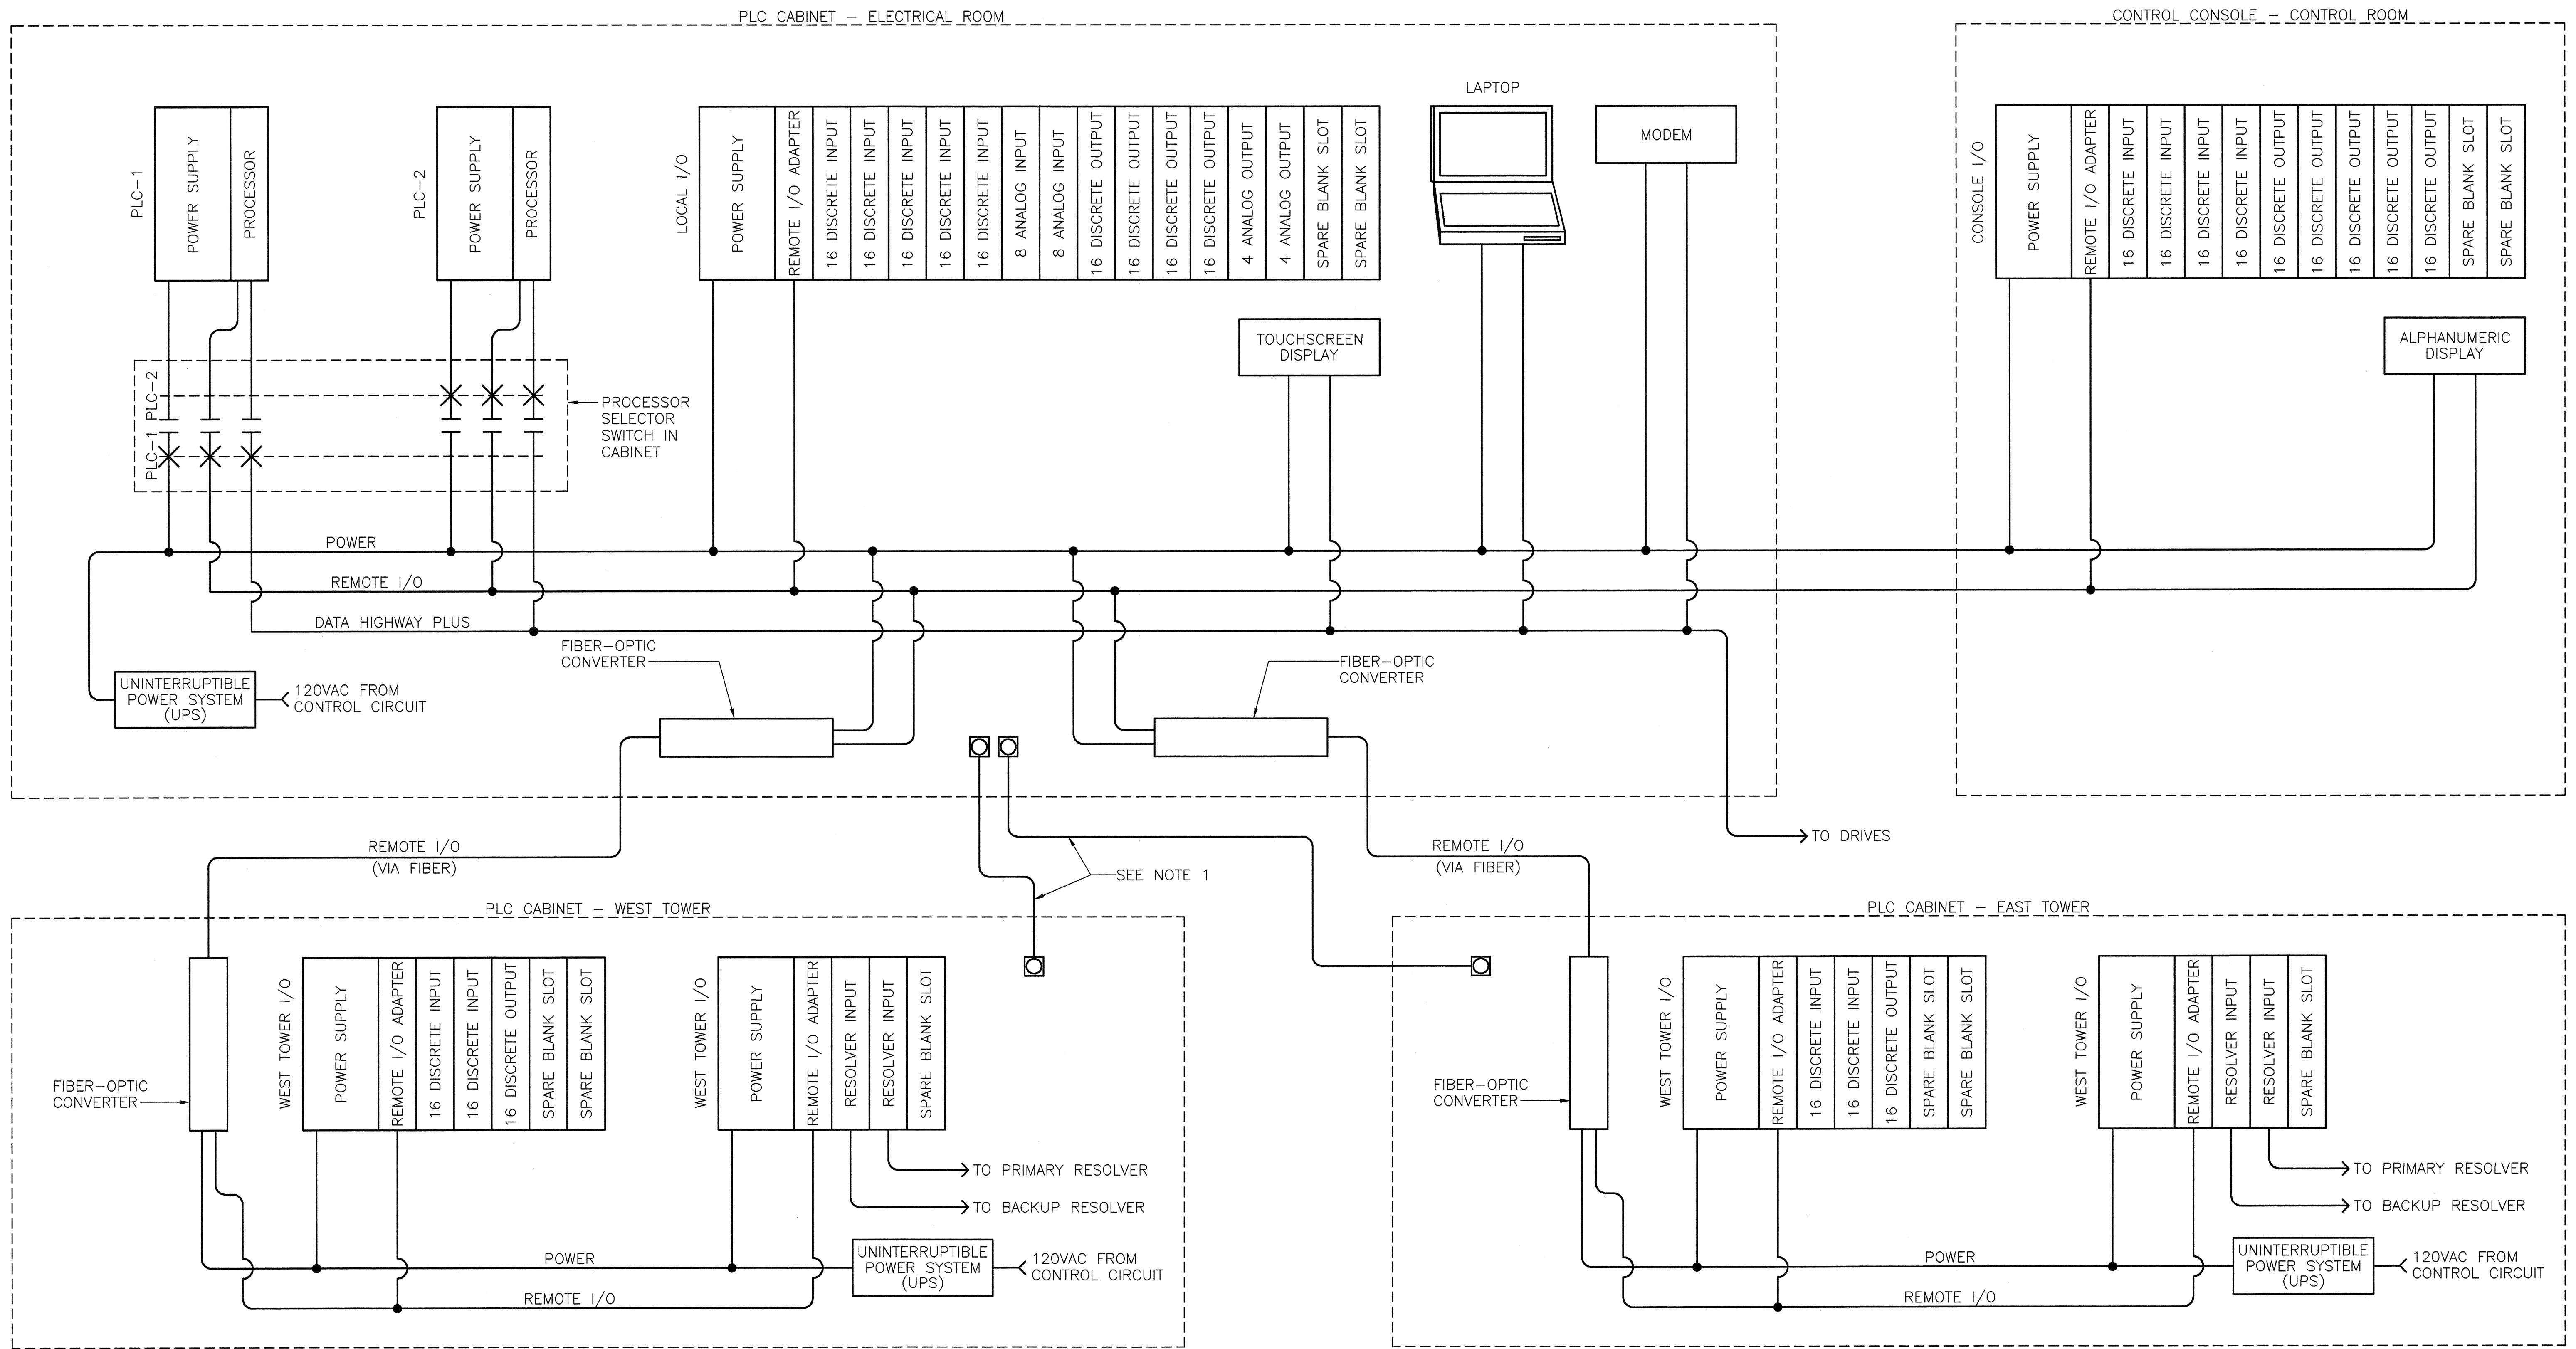 PLC CABINET – ELECTRICAL ROOM
PLC-1
POWER SUPPLY
PROCESSOR
PLC-2
POWER SUPPLY
PROCESSOR
LOCAL I/O
POWER SUPPLY
REMOTE I/O ADAPTER
16 DISCRETE INPUT
16 DISCRETE INPUT
16 DISCRETE INPUT
16 DISCRETE INPUT
16 DISCRETE INPUT
8 ANALOG INPUT
8 ANALOG INPUT
16 DISCRETE OUTPUT
16 DISCRETE OUTPUT
16 DISCRETE OUTPUT
16 DISCRETE OUTPUT
4 ANALOG OUTPUT
4 ANALOG OUTPUT
SPARE BLANK SLOT
SPARE BLANK SLOT
LAPTOP
MODEM
TOUCHSCREEN
DISPLAY
PLC-2
PLC-1
PROCESSOR
SELECTOR
SWITCH IN
CABINET
POWER
REMOTE I/O
DATA HIGHWAY PLUS
UNINTERRUPTIBLE
POWER SYSTEM
(UPS)
120VAC FROM
CONTROL CIRCUIT
FIBER-OPTIC
CONVERTER
FIBER-OPTIC
CONVERTER
CONTROL CONSOLE – CONTROL ROOM
CONSOLE I/O
POWER SUPPLY
REMOTE I/O ADAPTER
16 DISCRETE INPUT
16 DISCRETE INPUT
16 DISCRETE INPUT
16 DISCRETE INPUT
16 DISCRETE OUTPUT
16 DISCRETE OUTPUT
16 DISCRETE OUTPUT
16 DISCRETE OUTPUT
16 DISCRETE OUTPUT
SPARE BLANK SLOT
SPARE BLANK SLOT
ALPHANUMERIC
DISPLAY
REMOTE I/O
(VIA FIBER)
SEE NOTE 1
REMOTE I/O
(VIA FIBER)
TO DRIVES
PLC CABINET – WEST TOWER
FIBER-OPTIC
CONVERTER
WEST TOWER I/O
POWER SUPPLY
REMOTE I/O ADAPTER
16 DISCRETE INPUT
16 DISCRETE INPUT
16 DISCRETE OUTPUT
SPARE BLANK SLOT
SPARE BLANK SLOT
WEST TOWER I/O
POWER SUPPLY
REMOTE I/O ADAPTER
RESOLVER INPUT
RESOLVER INPUT
SPARE BLANK SLOT
TO PRIMARY RESOLVER
TO BACKUP RESOLVER
POWER
REMOTE I/O
UNINTERRUPTIBLE
POWER SYSTEM
(UPS)
120VAC FROM
CONTROL CIRCUIT
PLC CABINET – EAST TOWER
FIBER-OPTIC
CONVERTER
WEST TOWER I/O
POWER SUPPLY
REMOTE I/O ADAPTER
16 DISCRETE INPUT
16 DISCRETE INPUT
16 DISCRETE OUTPUT
SPARE BLANK SLOT
SPARE BLANK SLOT
WEST TOWER I/O
POWER SUPPLY
REMOTE I/O ADAPTER
RESOLVER INPUT
RESOLVER INPUT
SPARE BLANK SLOT
TO PRIMARY RESOLVER
TO BACKUP RESOLVER
POWER
REMOTE I/O
UNINTERRUPTIBLE
POWER SYSTEM
(UPS)
120VAC FROM
CONTROL CIRCUIT